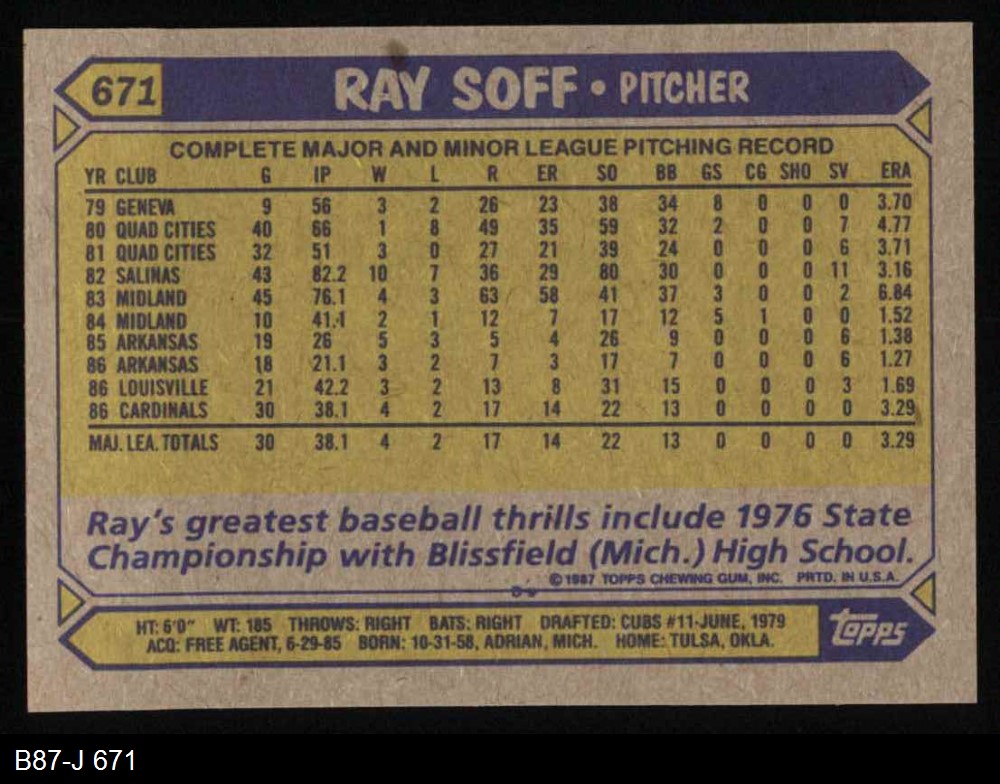 671
RAY SOFF • PITCHER
COMPLETE MAJOR AND MINOR LEAGUE PITCHING RECORD
YR CLUB G IP W L R ER SO BB GS CG SHO SV ERA
79 GENEVA 9 56 3 2 26 23 38 34 8 0 0 0 3.70
80 QUAD CITIES 40 66 1 8 49 35 59 32 2 0 0 7 4.77
81 QUAD CITIES 32 51 3 0 27 21 39 24 0 0 0 6 3.71
82 SALINAS 43 82.2 10 7 36 29 80 30 0 0 0 11 3.16
83 MIDLAND 45 76.1 4 3 63 58 41 37 3 0 0 2 6.84
84 MIDLAND 10 41.1 2 1 12 7 17 12 5 1 0 0 1.52
85 ARKANSAS 19 26 5 3 5 4 26 9 0 0 0 6 1.38
86 ARKANSAS 18 21.1 3 2 7 3 17 7 0 0 0 6 1.27
86 LOUISVILLE 21 42.2 3 2 13 8 31 15 0 0 0 3 1.69
86 CARDINALS 30 38.1 4 2 17 14 22 13 0 0 0 0 3.29
MAJ. LEA. TOTALS 30 38.1 4 2 17 14 22 13 0 0 0 0 3.29
Ray's greatest baseball thrills include 1976 State
Championship with Blissfield (Mich.) High School.
©1987 TOPPS CHEWING GUM, INC. PRTD. IN U.S.A.
HT: 6'0" WT: 185 THROWS: RIGHT BATS: RIGHT DRAFTED: CUBS #11-JUNE, 1979
ACQ: FREE AGENT, 6-29-85 BORN: 10-31-58, ADRIAN, MICH. HOME: TULSA, OKLA.
TOPPS
B87-J 671